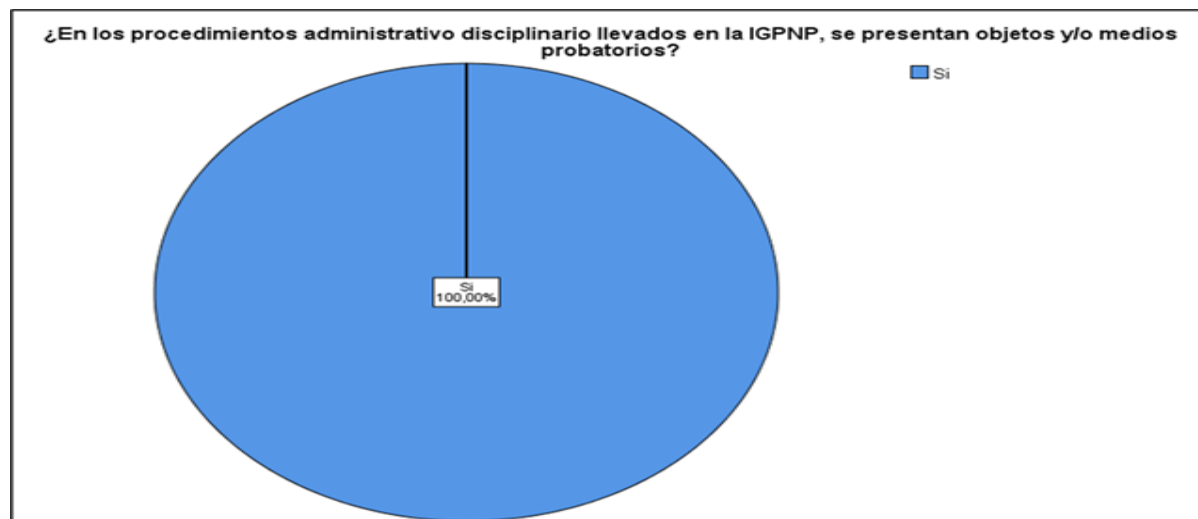 ¿En los procedimientos administrativo disciplinario llevados en la IGPNP, se presentan objetos y/o medios
probatorios?
Si
Si
100,00%